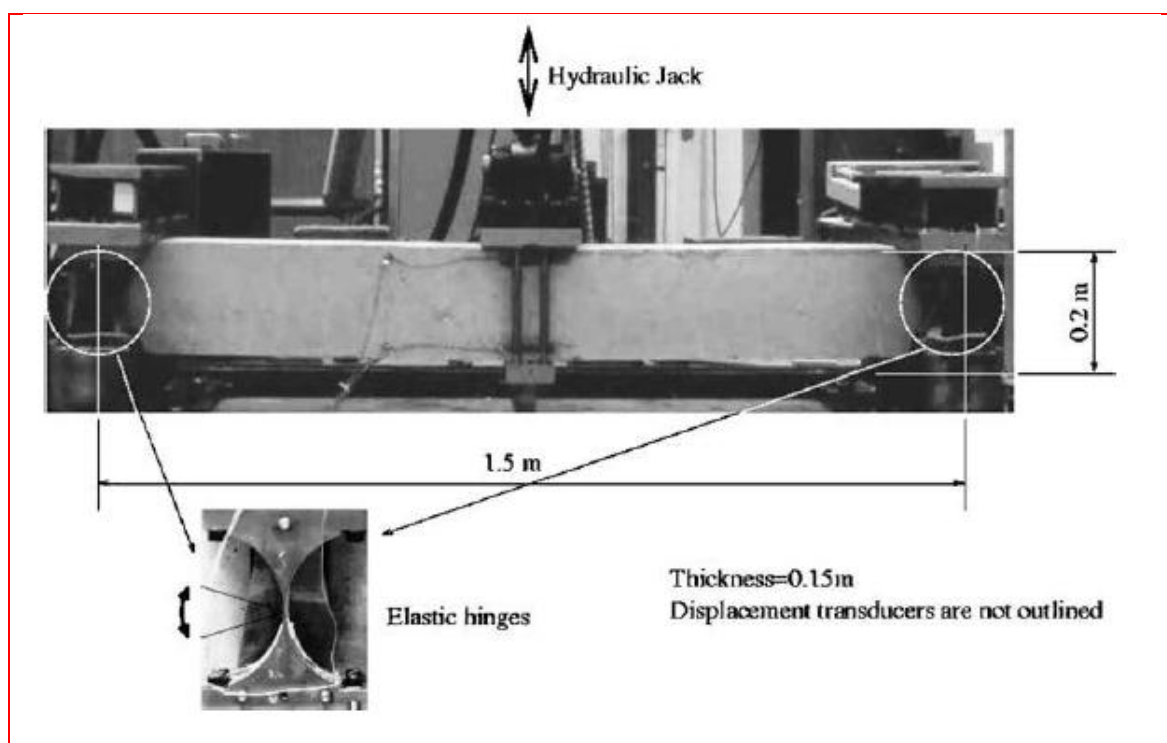 Hydraulic Jack
0.2 m
1.5 m
Elastic hinges
Thickness=0.15m
Displacement transducers are not outlined